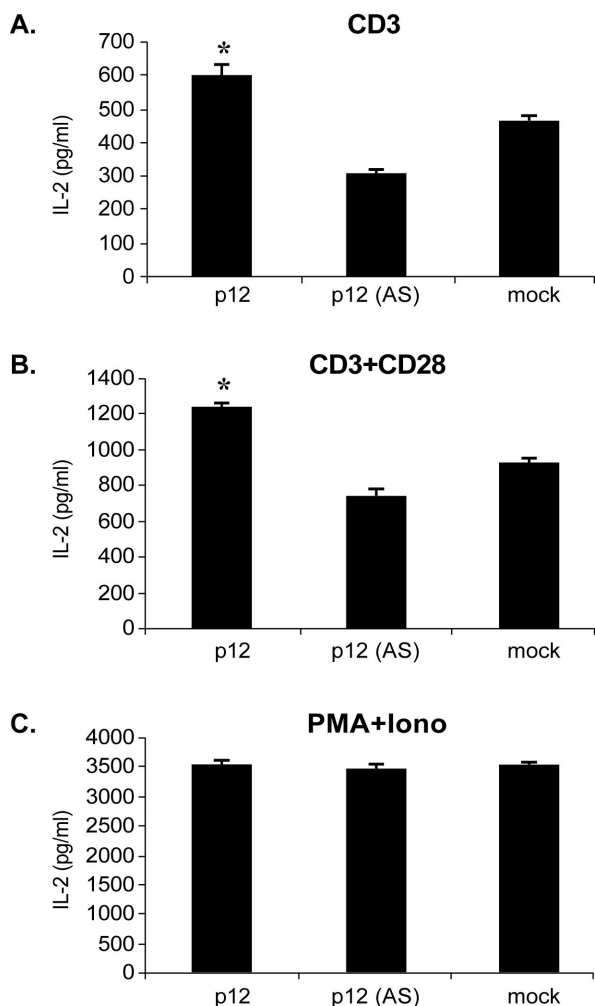 A.
CD3
700
600
500
400
300
200
100
0
IL-2 (pg/ml)
*
p12
p12 (AS)
mock
B.
CD3+CD28
1400
1200
1000
800
600
400
200
0
IL-2 (pg/ml)
*
p12
p12 (AS)
mock
C.
PMA+Iono
4000
3500
3000
2500
2000
1500
1000
500
0
IL-2 (pg/ml)
p12
p12 (AS)
mock